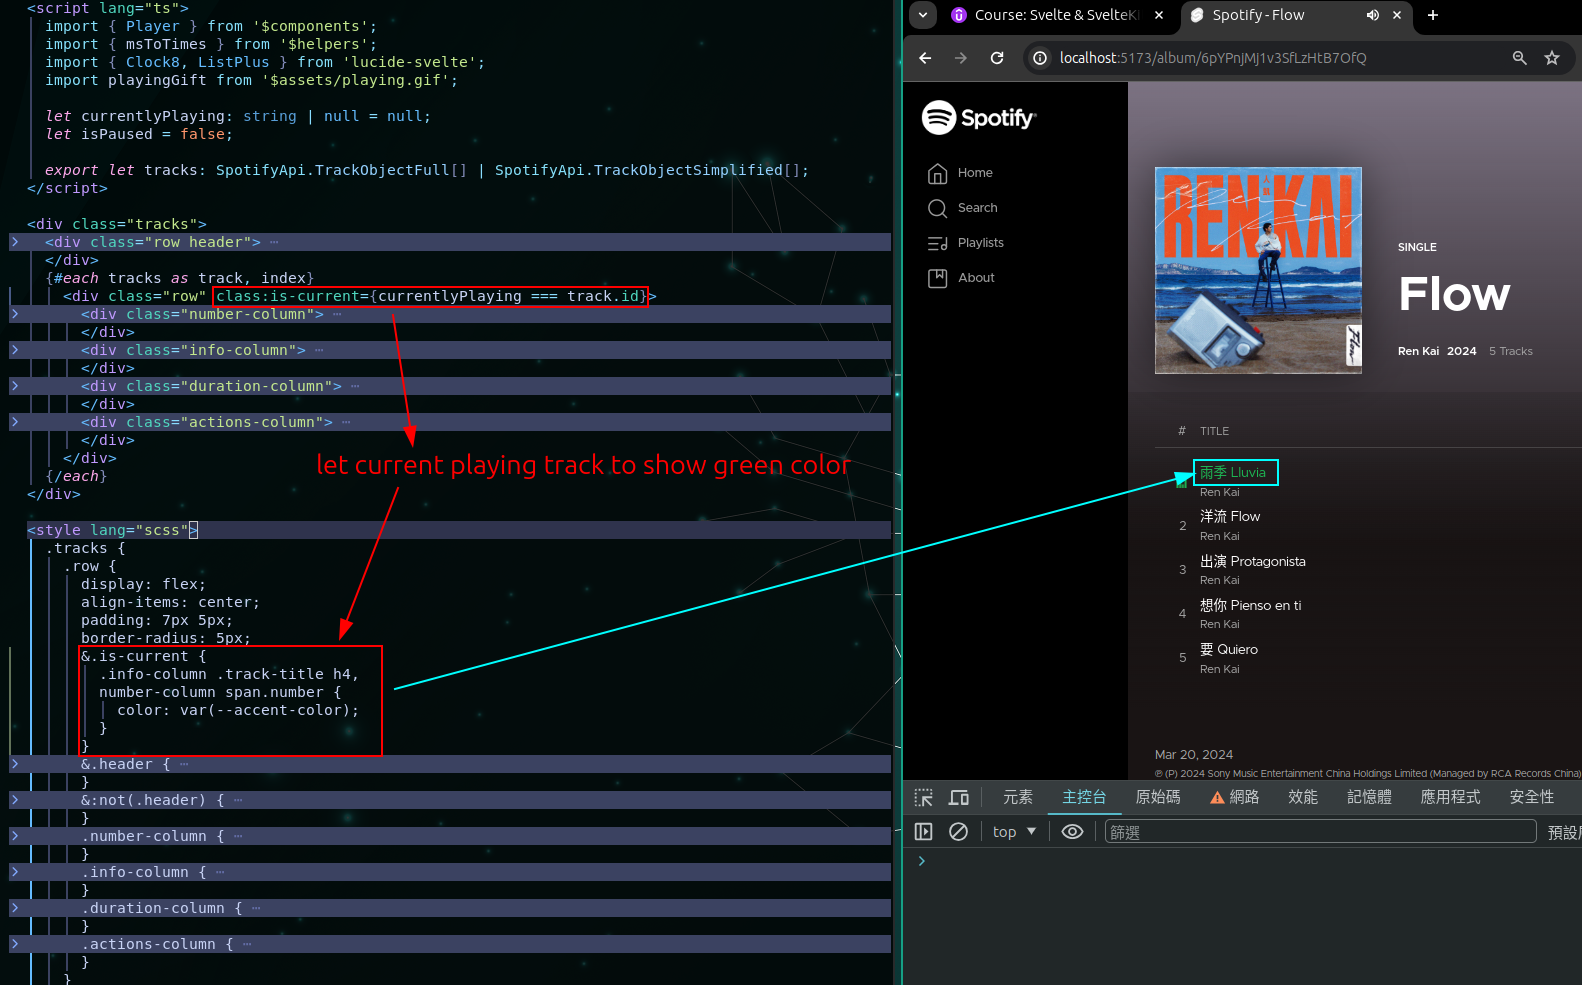 <script lang="ts">
import { Player } from '$components';
import { msToTimes } from '$helpers';
import { Clock8, ListPlus } from 'lucide-svelte';
import playingGift from '$assets/playing.gif';
let currentlyPlaying: string | null = null;
let isPaused = false;
export let tracks: SpotifyApi.TrackObjectFull[] | SpotifyApi.TrackObjectSimplified[];
</script>
<div class="tracks">
<div class="row header"> ⋯
</div>
{#each tracks as track, index}
<div class="row" class:is-current={currentlyPlaying === track.id}>
<div class="number-column"> ⋯
</div>
<div class="info-column"> ⋯
</div>
<div class="duration-column"> ⋯
</div>
<div class="actions-column"> ⋯
</div>
</div>
{/each}
</div>
let current playing track to show green color
<style lang="scss">
.tracks {
.row {
display: flex;
align-items: center;
padding: 7px 5px;
border-radius: 5px;
&.is-current {
.info-column .track-title h4,
number-column span.number {
color: var(--accent-color);
}
}
&.header { ⋯
}
&:not(.header) { ⋯
}
.number-column { ⋯
}
.info-column { ⋯
}
.duration-column { ⋯
}
.actions-column { ⋯
}
}
Course: Svelte & SvelteK
Spotify - Flow
localhost:5173/album/6pYPnJMJ1v3SfLzHtB7OfQ
Spotify
Home
Search
Playlists
About
REN KAI
Flow
SINGLE
Flow
Ren Kai 2024 5 Tracks
# TITLE
雨季 Lluvia
Ren Kai
2 洋流 Flow
Ren Kai
3 出演 Protagonista
Ren Kai
4 想你 Pienso en ti
Ren Kai
5 要 Quiero
Ren Kai
Mar 20, 2024
℗ (P) 2024 Sony Music Entertainment China Holdings Limited (Managed by RCA Records China)
元素 主控台 原始碼 網路 效能 記憶體 應用程式 安全性
top 篩選 預設